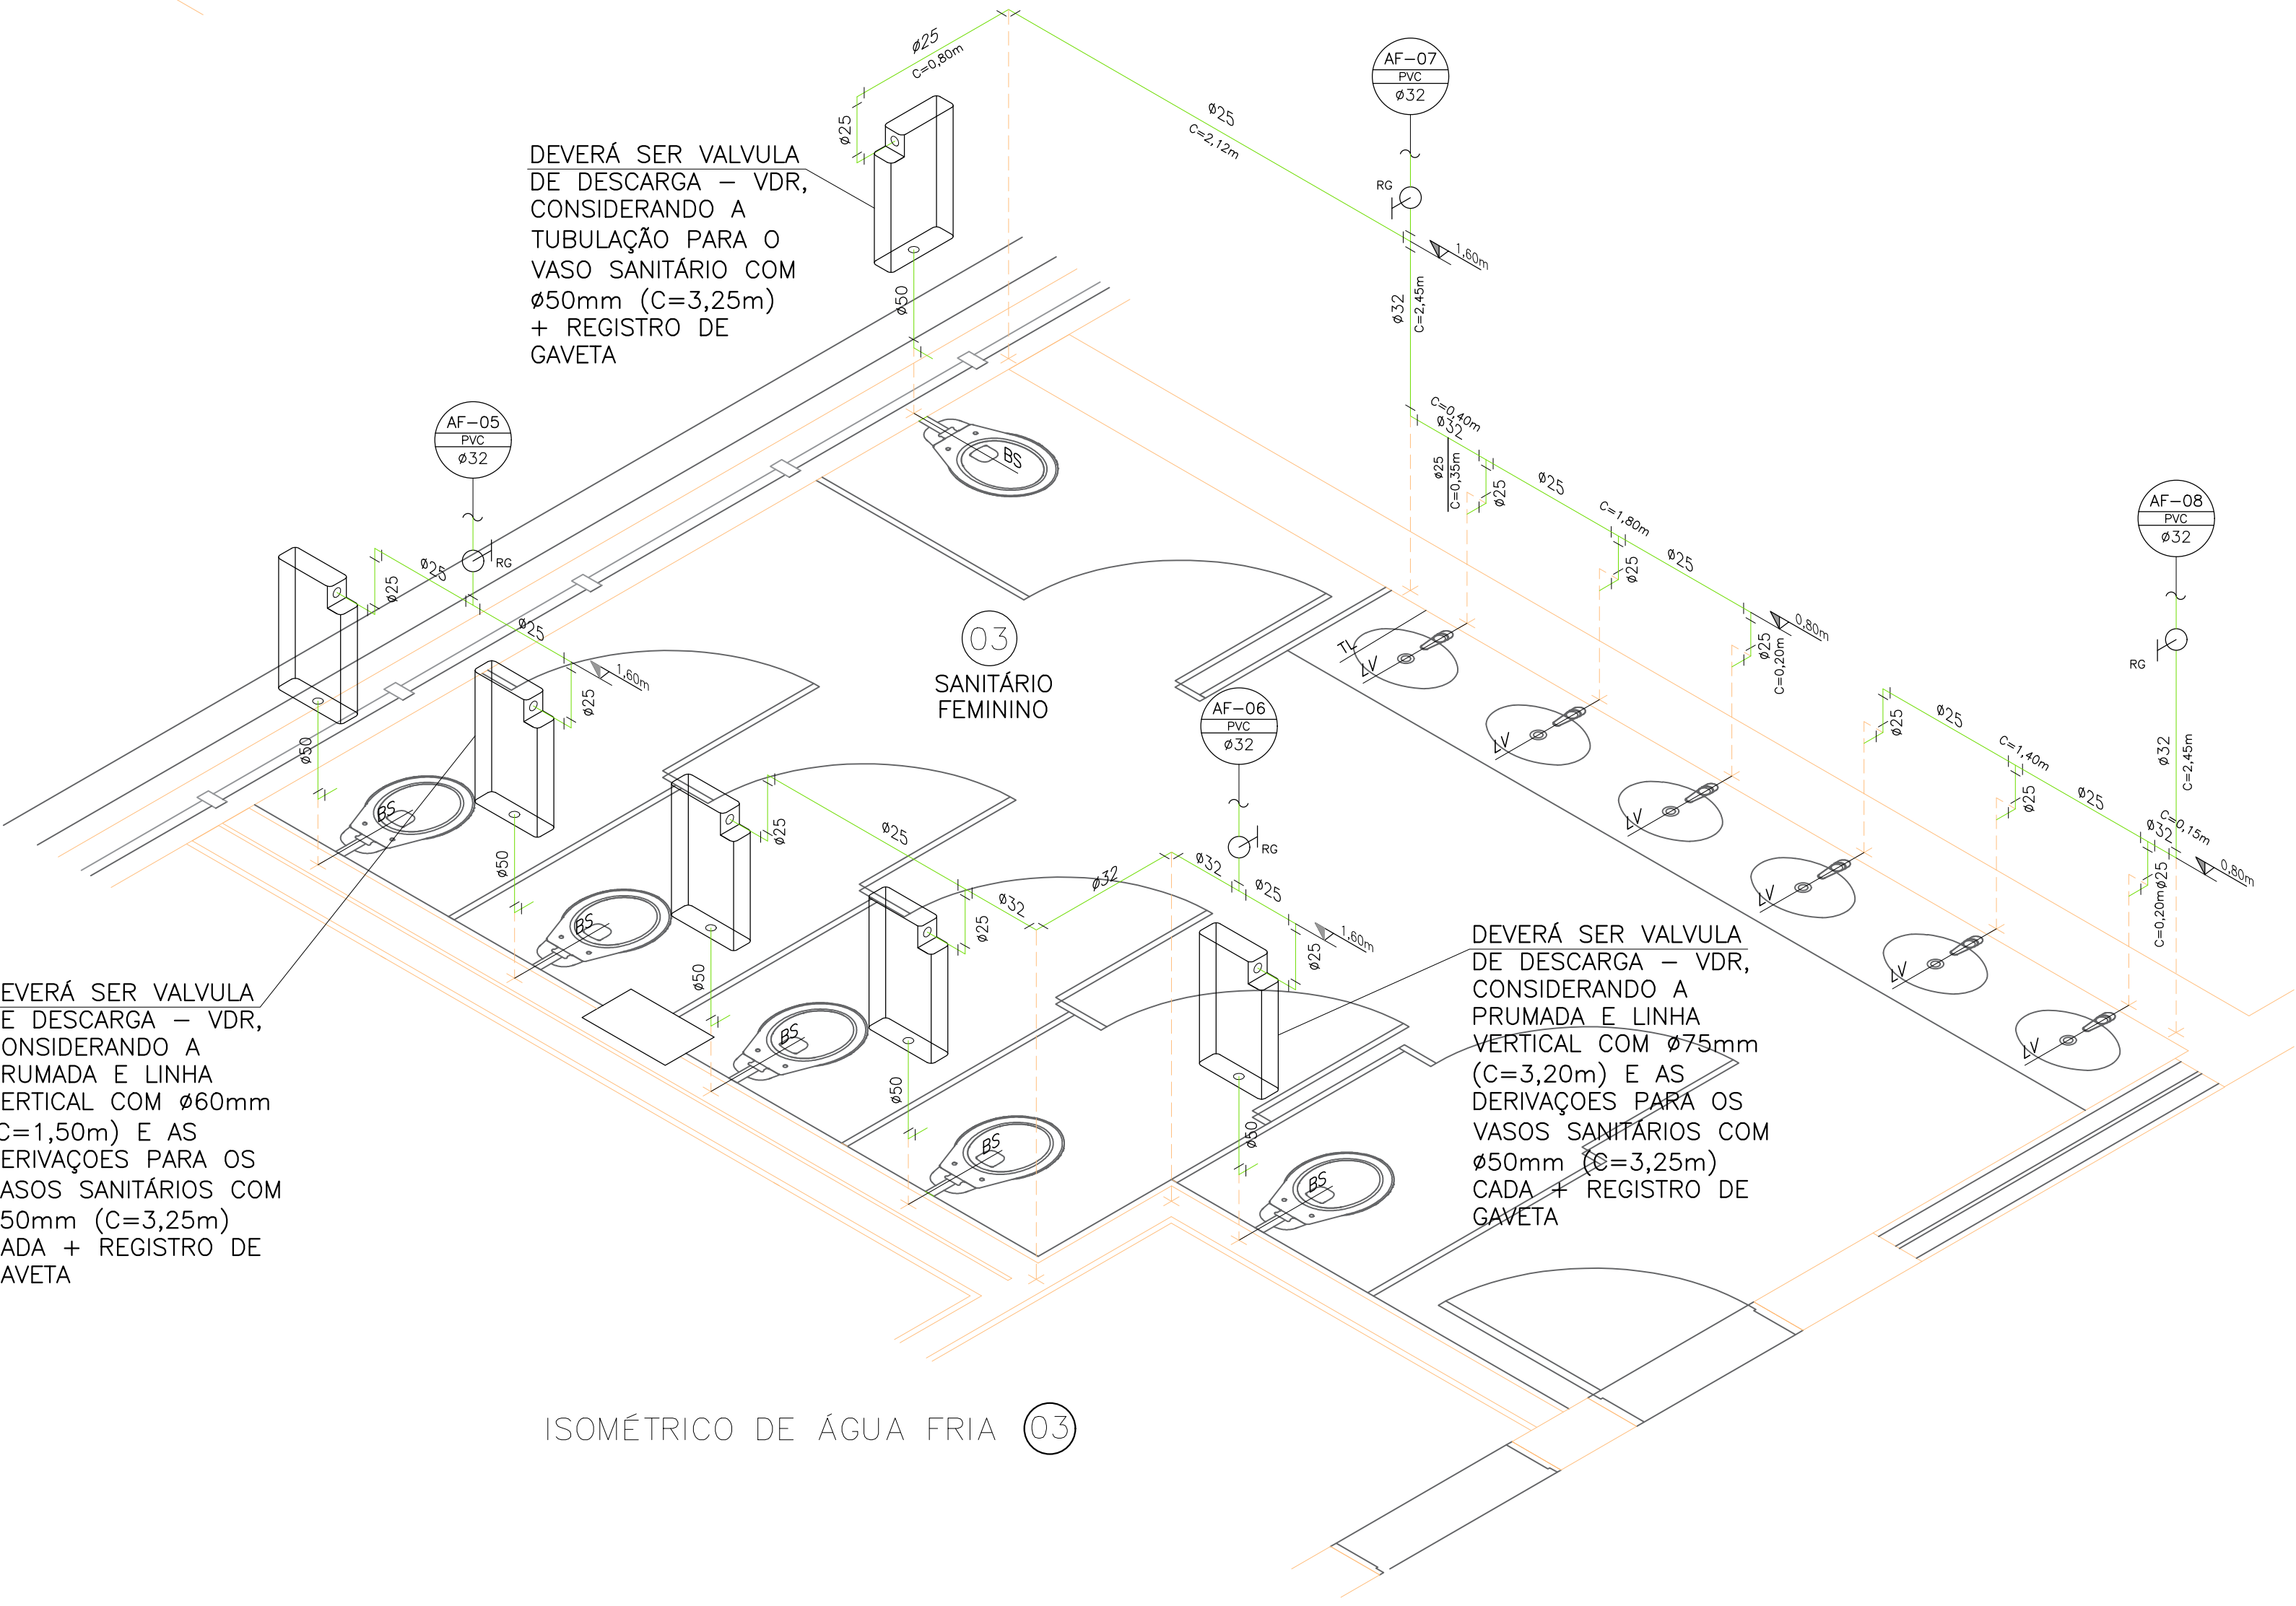 ø25
C=0,80m
ø25
ø25
C=2,12m
AF-07
PVC
ø32
RG
1,60m
ø32
C=2,45m
DEVERÁ SER VALVULA
DE DESCARGA - VDR,
CONSIDERANDO A
TUBULAÇÃO PARA O
VASO SANITÁRIO COM
ø50mm (C=3,25m)
+ REGISTRO DE
GAVETA
ø50
BS
AF-05
PVC
ø32
RG
ø25
ø25
ø25
1,60m
ø25
ø50
BS
C=0,40m
ø32
ø25
C=0,35m
ø25
ø25
C=1,80m
ø25
ø25
0,80m
ø25
C=0,20m
AF-08
PVC
ø32
RG
ø32
C=2,45m
ø25
ø25
C=1,40m
ø25
ø25
C=0,15m
ø32
0,80m
ø25
C=0,20m
03
SANITÁRIO
FEMININO
TL
LV
LV
LV
LV
LV
LV
AF-06
PVC
ø32
RG
ø25
ø25
ø32
ø25
ø32
ø32
ø25
1,60m
ø25
ø50
BS
ø50
BS
ø50
BS
ø50
BS
EVERÁ SER VALVULA
E DESCARGA - VDR,
ONSIDERANDO A
RUMADA E LINHA
ERTICAL COM ø60mm
C=1,50m) E AS
ERIVAÇOES PARA OS
ASOS SANITÁRIOS COM
50mm (C=3,25m)
ADA + REGISTRO DE
AVETA
DEVERÁ SER VALVULA
DE DESCARGA - VDR,
CONSIDERANDO A
PRUMADA E LINHA
VERTICAL COM ø75mm
(C=3,20m) E AS
DERIVAÇOES PARA OS
VASOS SANITÁRIOS COM
ø50mm (C=3,25m)
CADA + REGISTRO DE
GAVETA
ISOMÉTRICO DE ÁGUA FRIA 03